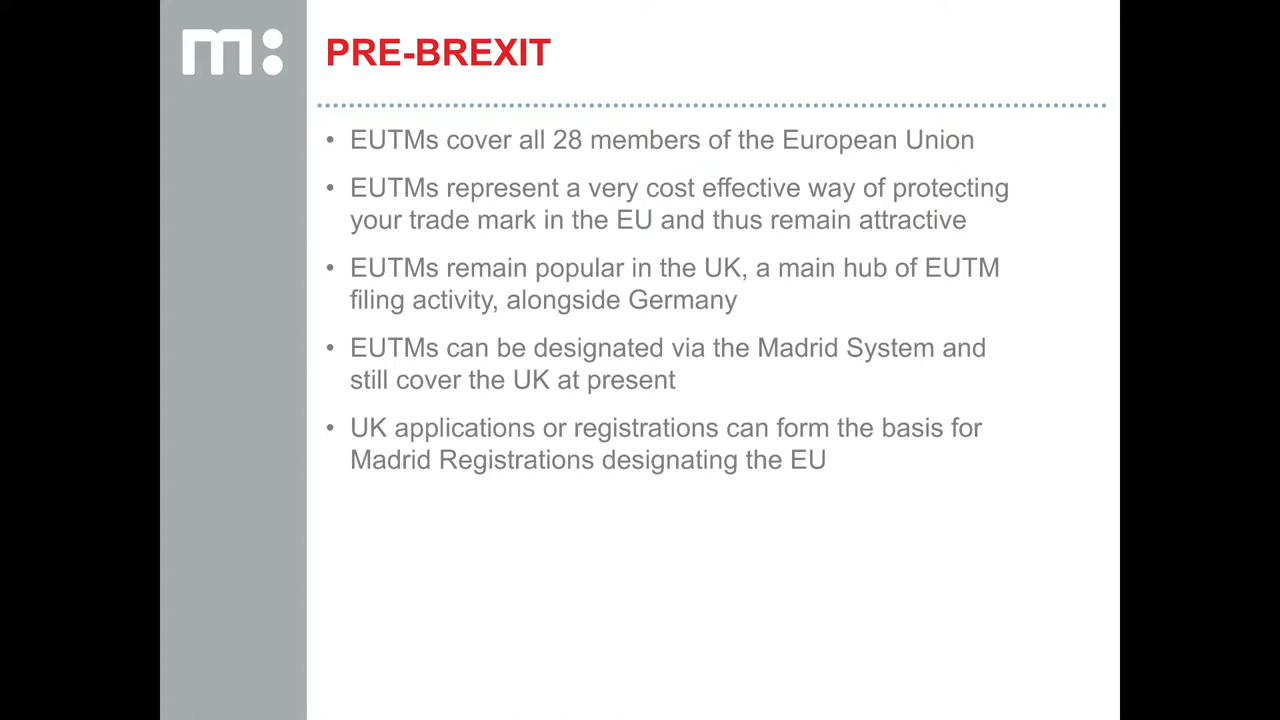 m:
PRE-BREXIT
• EUTMs cover all 28 members of the European Union
• EUTMs represent a very cost effective way of protecting
your trade mark in the EU and thus remain attractive
• EUTMs remain popular in the UK, a main hub of EUTM
filing activity, alongside Germany
• EUTMs can be designated via the Madrid System and
still cover the UK at present
• UK applications or registrations can form the basis for
Madrid Registrations designating the EU